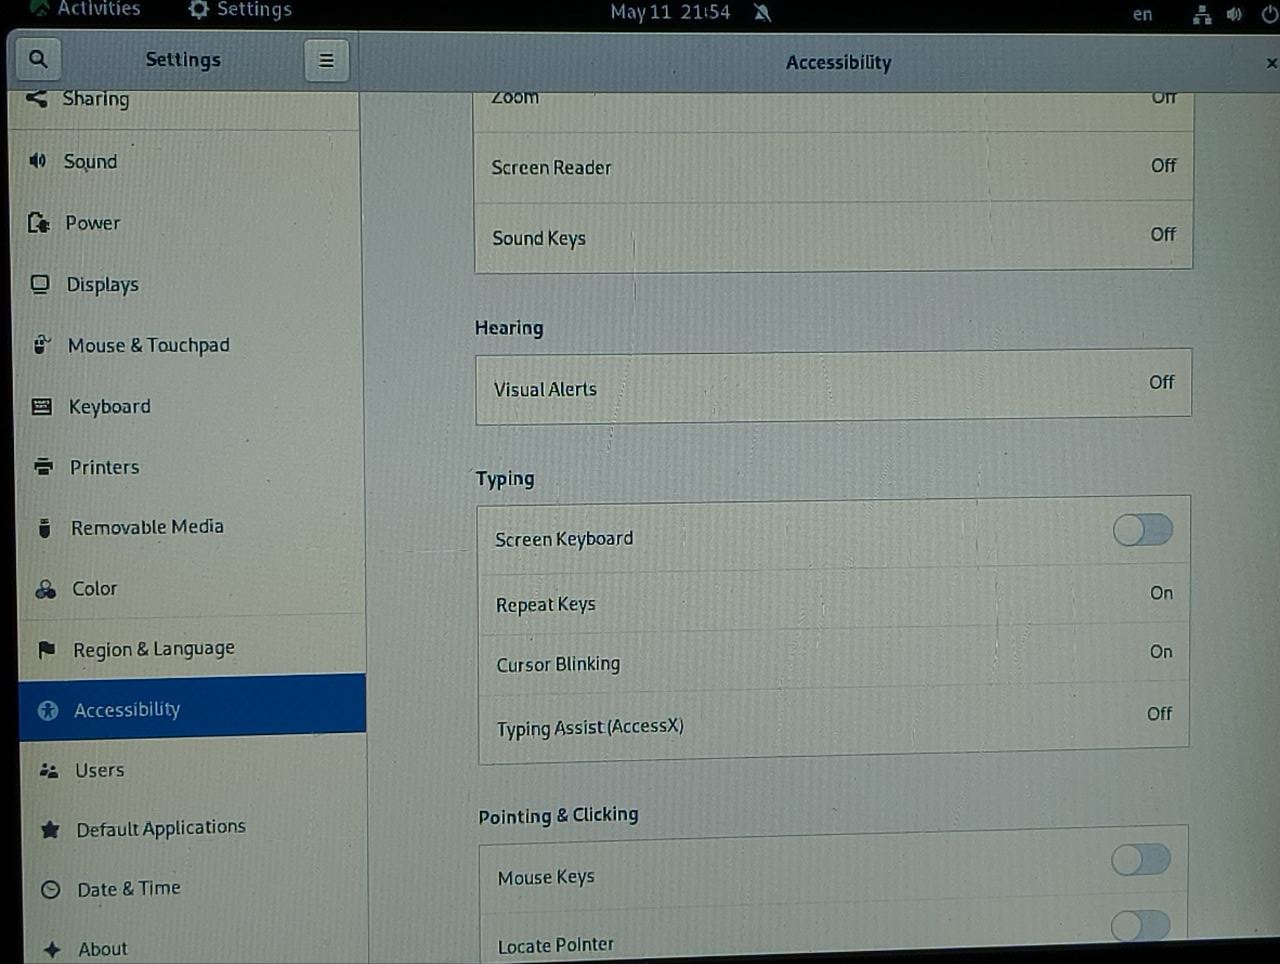 Activities
Settings
May 11 21:54
en
Settings
Accessibility
Sharing
Sound
Power
Displays
Mouse & Touchpad
Keyboard
Printers
Removable Media
Color
Region & Language
Accessibility
Users
Default Applications
Date & Time
About
Zoom Off
Screen Reader Off
Sound Keys Off
Hearing
Visual Alerts Off
Typing
Screen Keyboard
Repeat Keys On
Cursor Blinking On
Typing Assist (AccessX) Off
Pointing & Clicking
Mouse Keys
Locate Pointer